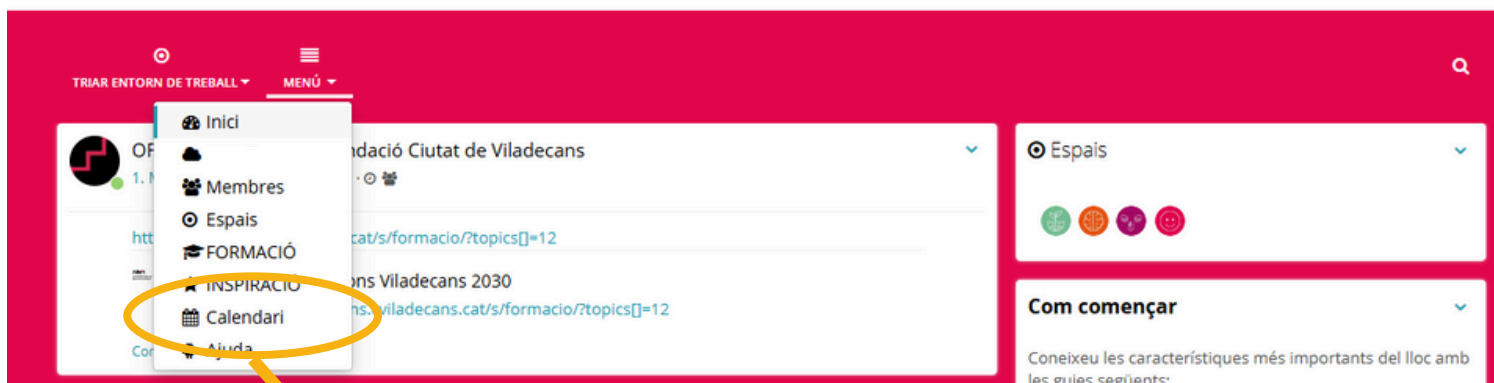 TRIAR ENTORN DE TREBALL
MENÚ
Inici
Membres
Espais
FORMACIÓ
INSPIRACIÓ
Calendari
Ajuda
ndació Ciutat de Viladecans
1.
htt
cat/s/formacio/?topics[]=12
ons Viladecans 2030
viladecans.cat/s/formacio/?topics[]=12
Espais
Com començar
Coneixeu les característiques més importants del lloc amb
les guies següents: